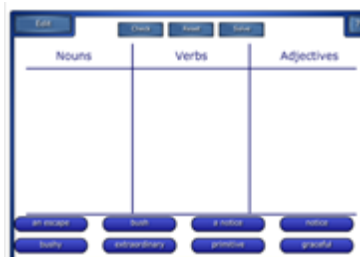 Edit
Check Reset Solve
Nouns Verbs Adjectives
an escape bush a notice notice
bushy extraordinary primitive graceful